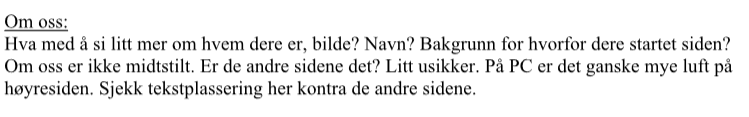 Om oss:
Hva med å si litt mer om hvem dere er, bilde? Navn? Bakgrunn for hvorfor dere startet siden?
Om oss er ikke midtstilt. Er de andre sidene det? Litt usikker. På PC er det ganske mye luft på
høyresiden. Sjekk tekstplassering her kontra de andre sidene.